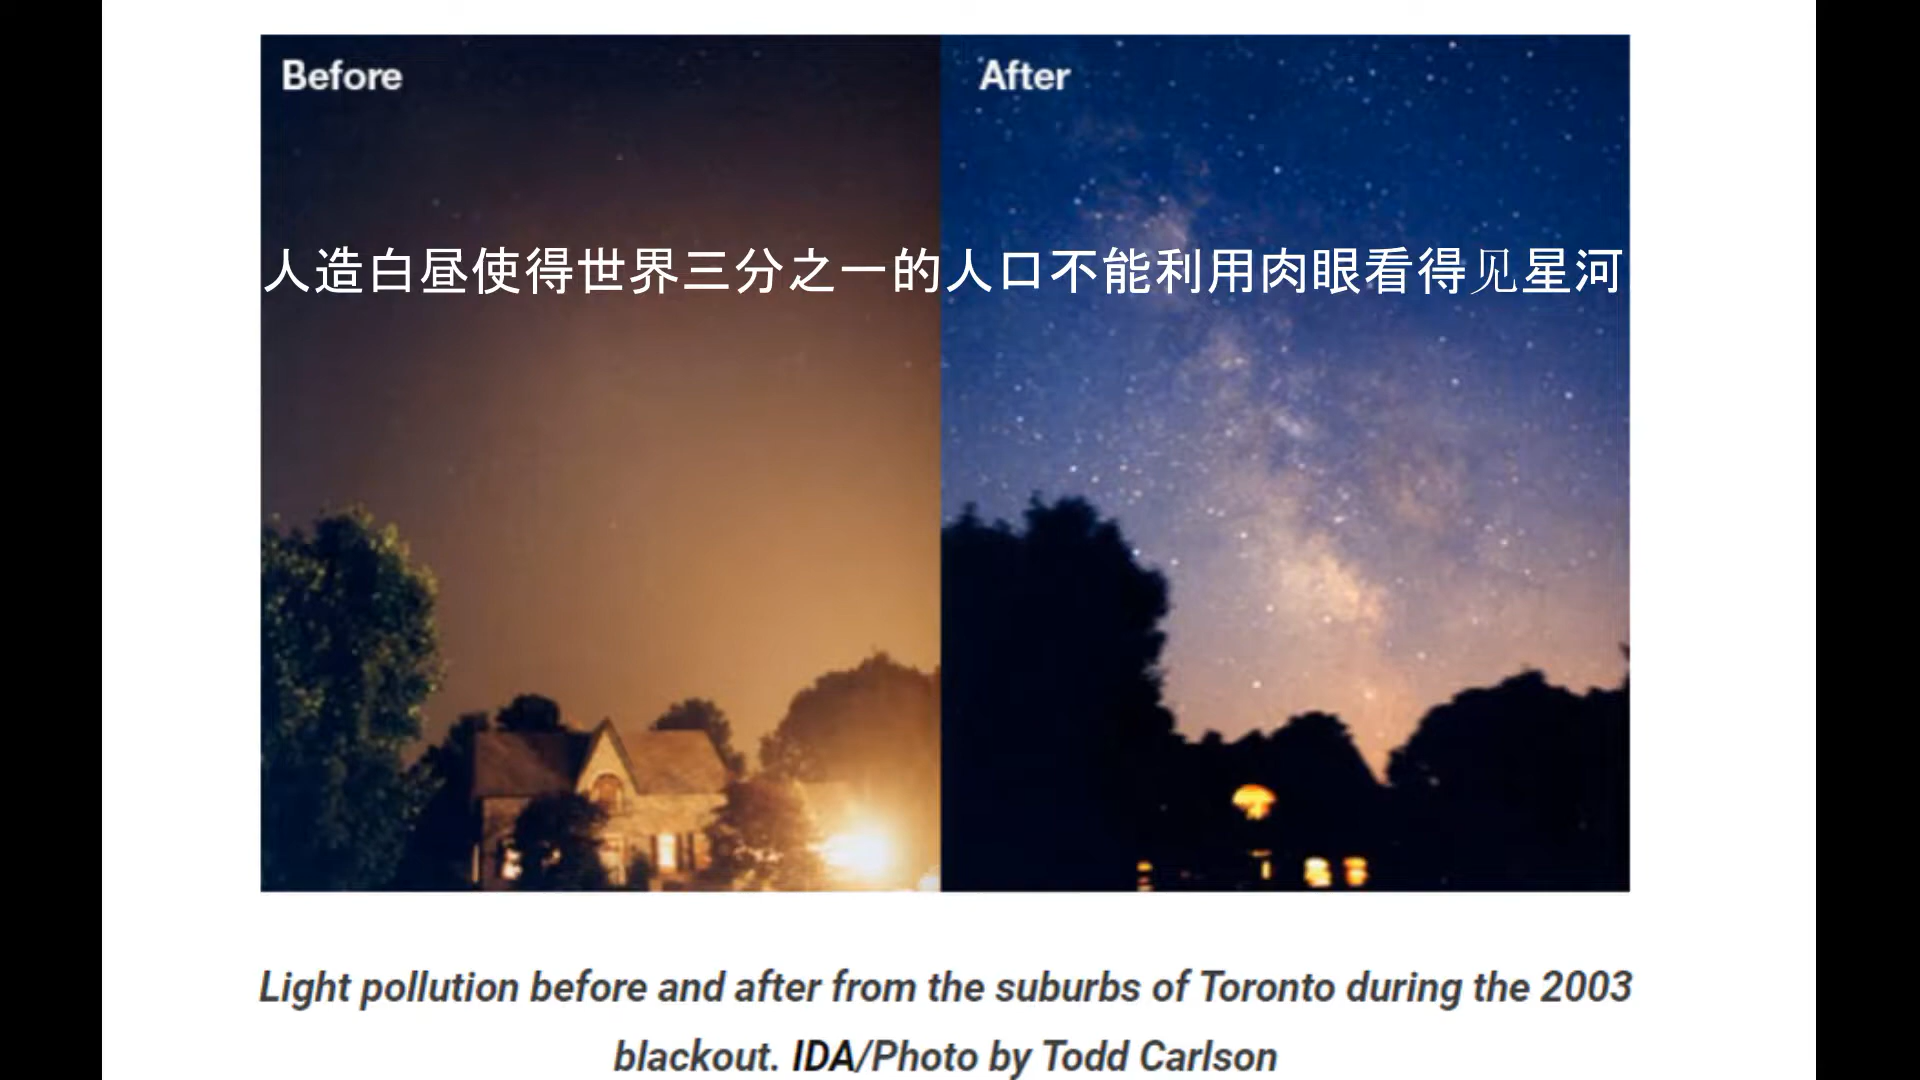 Before
After
人造白昼使得世界三分之一的人口不能利用肉眼看得见星河
Light pollution before and after from the suburbs of Toronto during the 2003
blackout. IDA/Photo by Todd Carlson